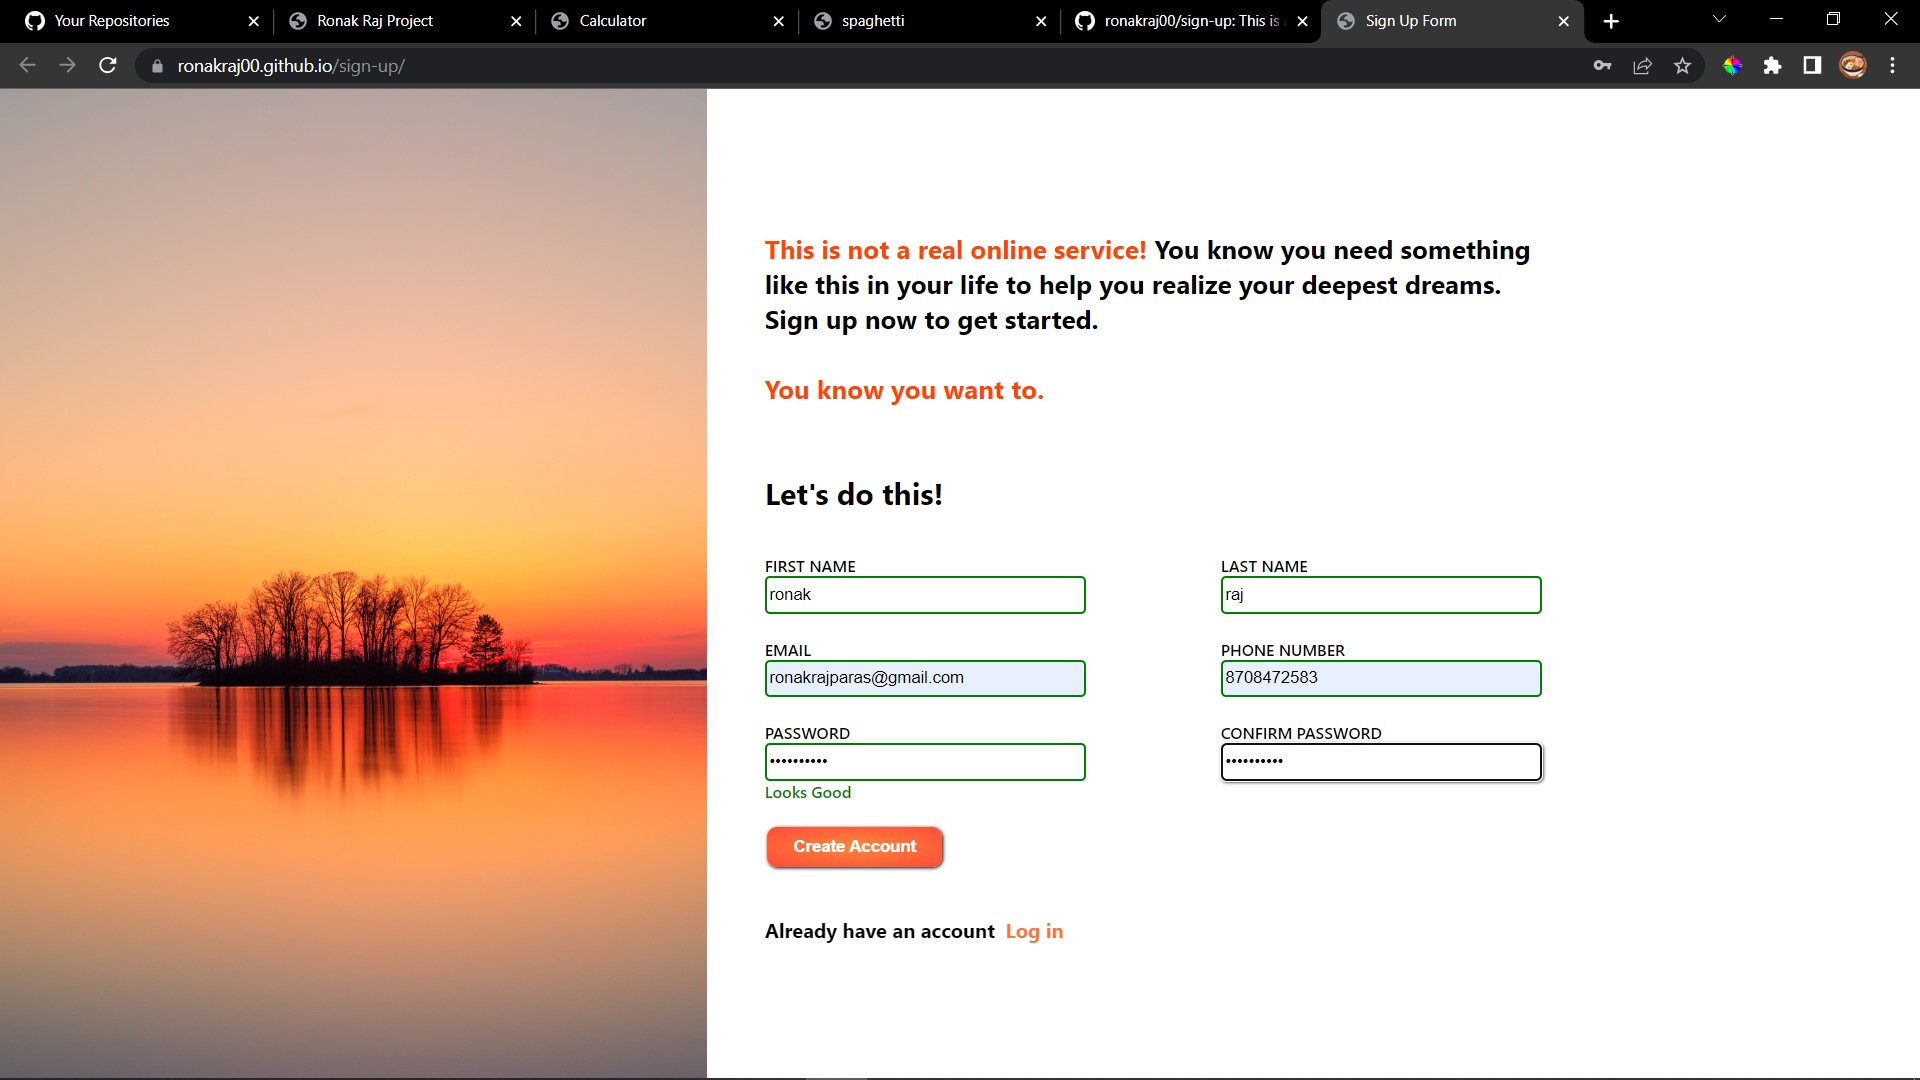 Your Repositories
Ronak Raj Project
Calculator
spaghetti
ronakraj00/sign-up: This is
Sign Up Form
ronakraj00.github.io/sign-up/
This is not a real online service! You know you need something
like this in your life to help you realize your deepest dreams.
Sign up now to get started.
You know you want to.
Let's do this!
FIRST NAME
LAST NAME
ronak
raj
EMAIL
PHONE NUMBER
ronakrajparas@gmail.com
8708472583
PASSWORD
CONFIRM PASSWORD
••••••••••
••••••••••
Looks Good
Create Account
Already have an account Log in